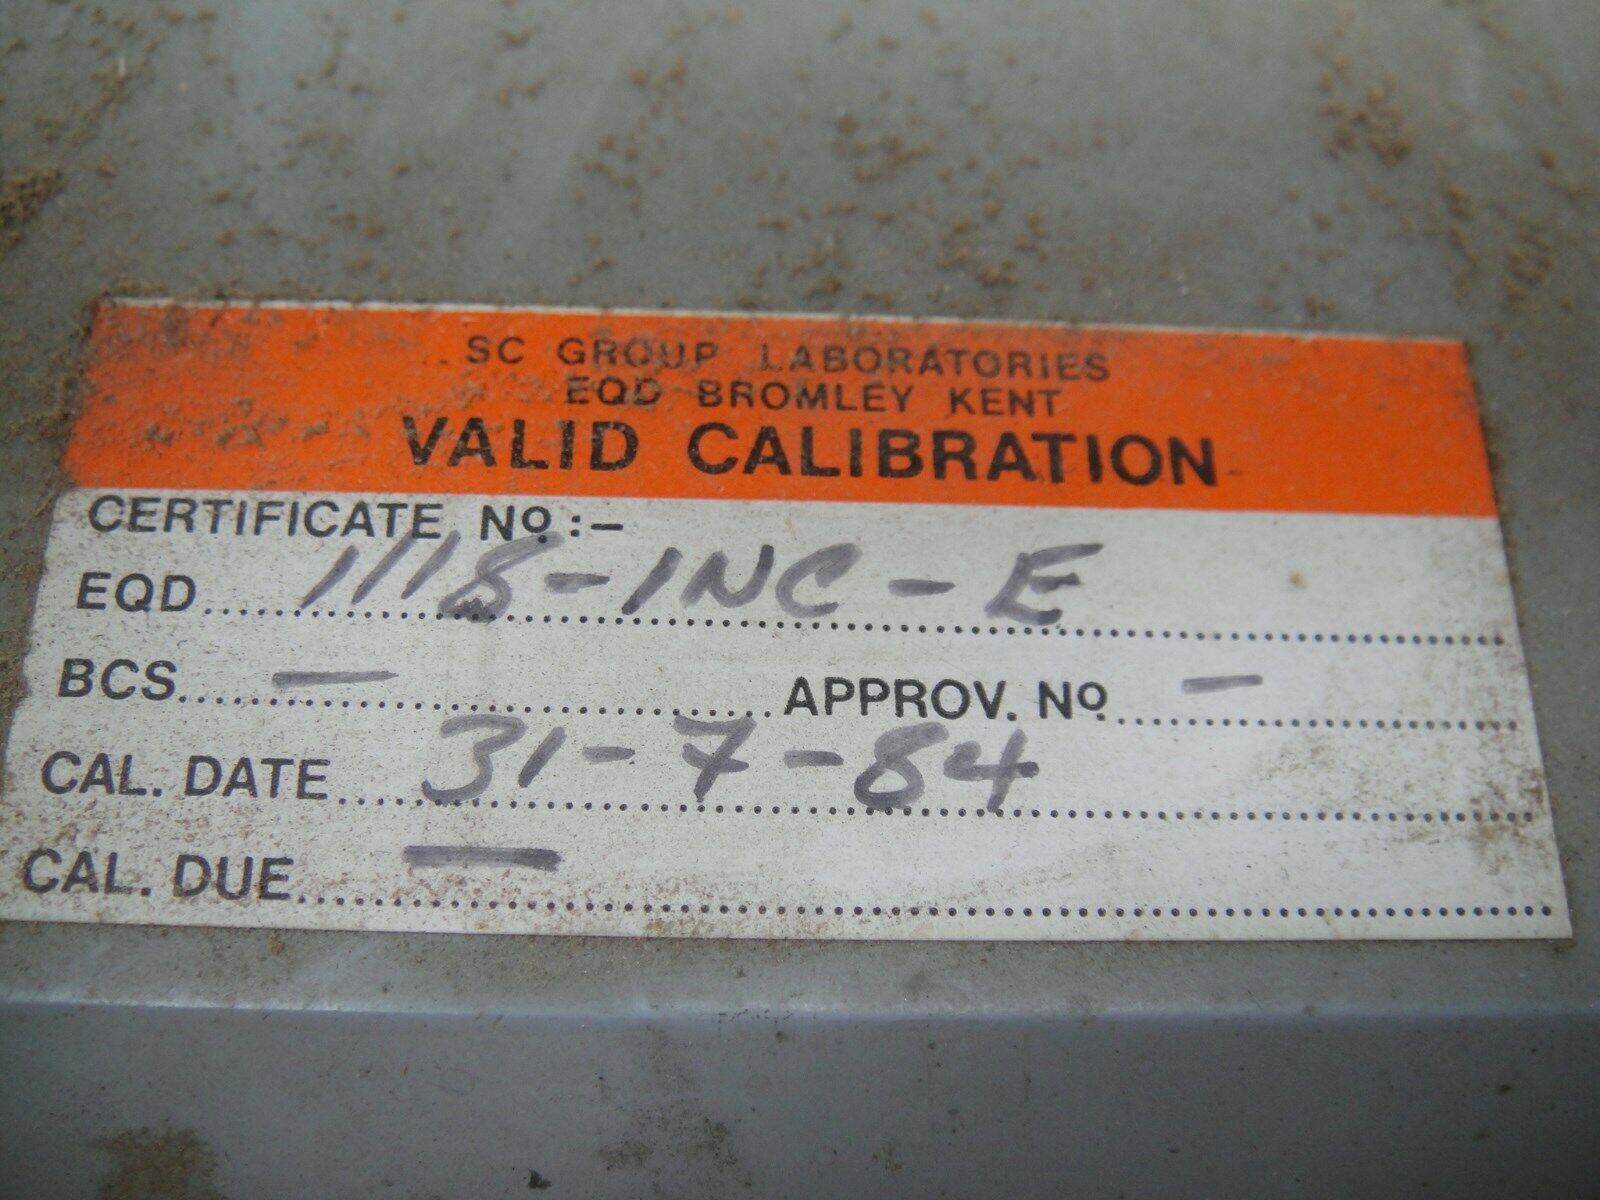 SC GROUP LABORATORIES
EQD BROMLEY KENT
VALID CALIBRATION
CERTIFICATE No:-
EQD 1118-INC-E
BCS - APPROV. No -
CAL. DATE 31-7-84
CAL. DUE -